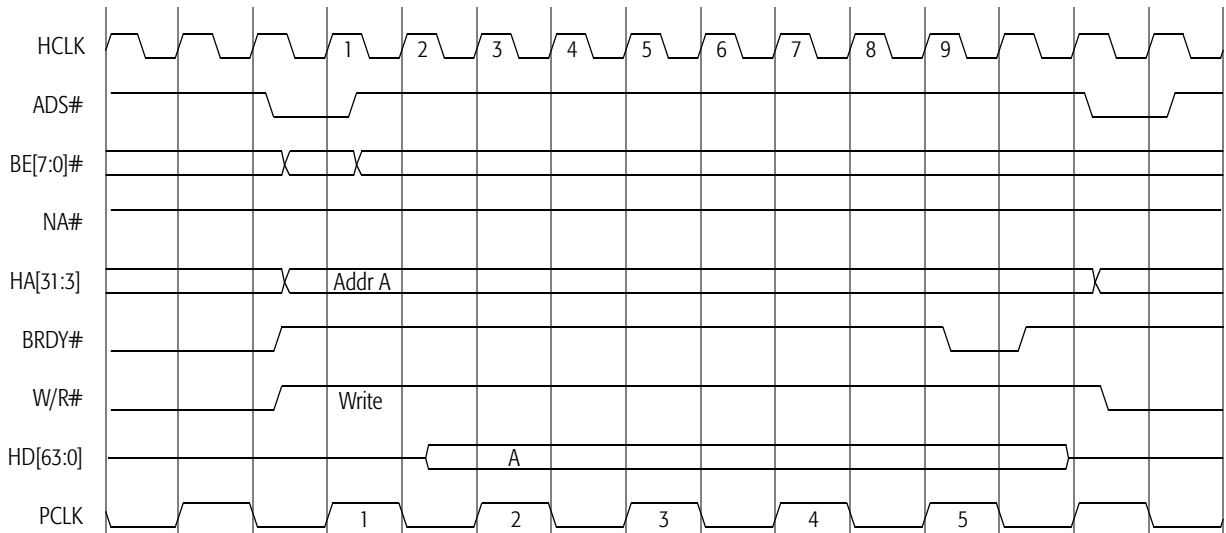 HCLK 1 2 3 4 5 6 7 8 9
ADS#
BE[7:0]#
NA#
HA[31:3] Addr A
BRDY#
W/R# Write
HD[63:0] A
PCLK 1 2 3 4 5